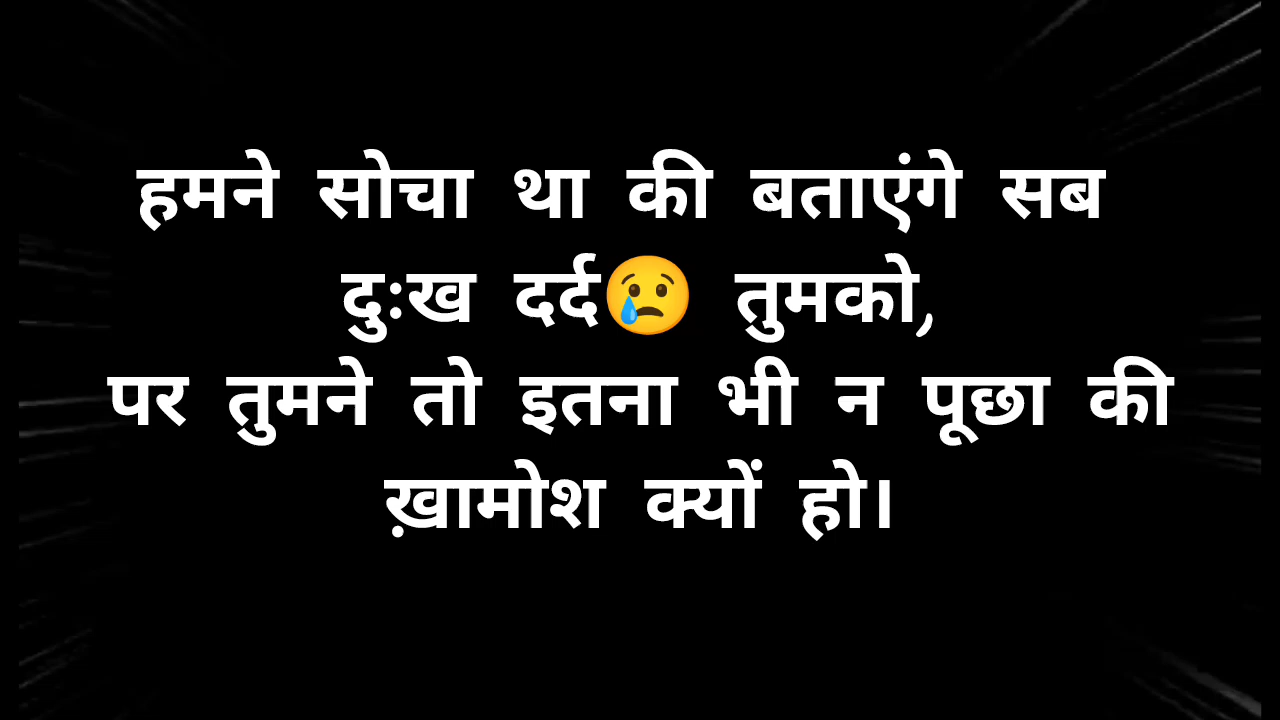 हमने सोचा था की बताएंगे सब
दुःख दर्द😢 तुमको,
पर तुमने तो इतना भी न पूछा की
ख़ामोश क्यों हो।